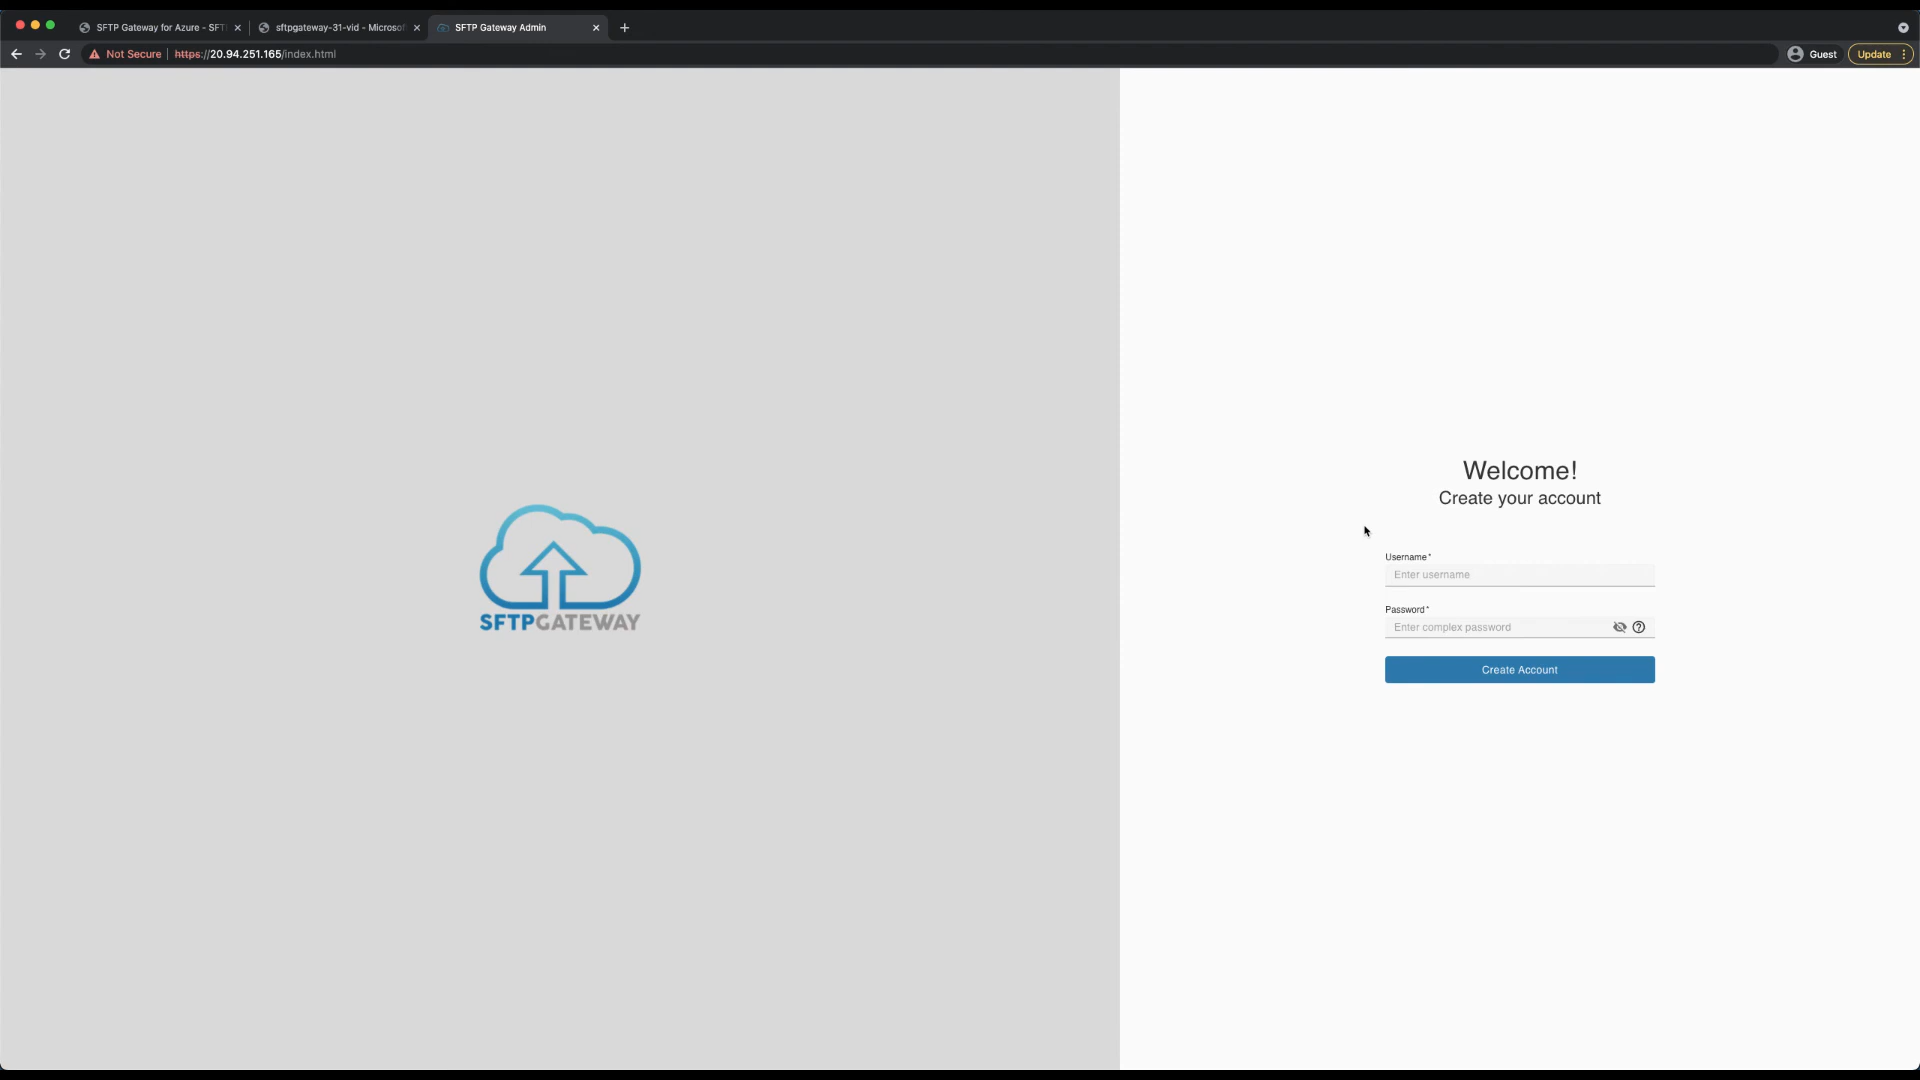 SFTP Gateway for Azure - SFT
sftpgateway-31-vid - Microsof
SFTP Gateway Admin
Not Secure
https://20.94.251.165/index.html
Guest
Update
SFTPGATEWAY
Welcome!
Create your account
Username*
Enter username
Password*
Enter complex password
Create Account